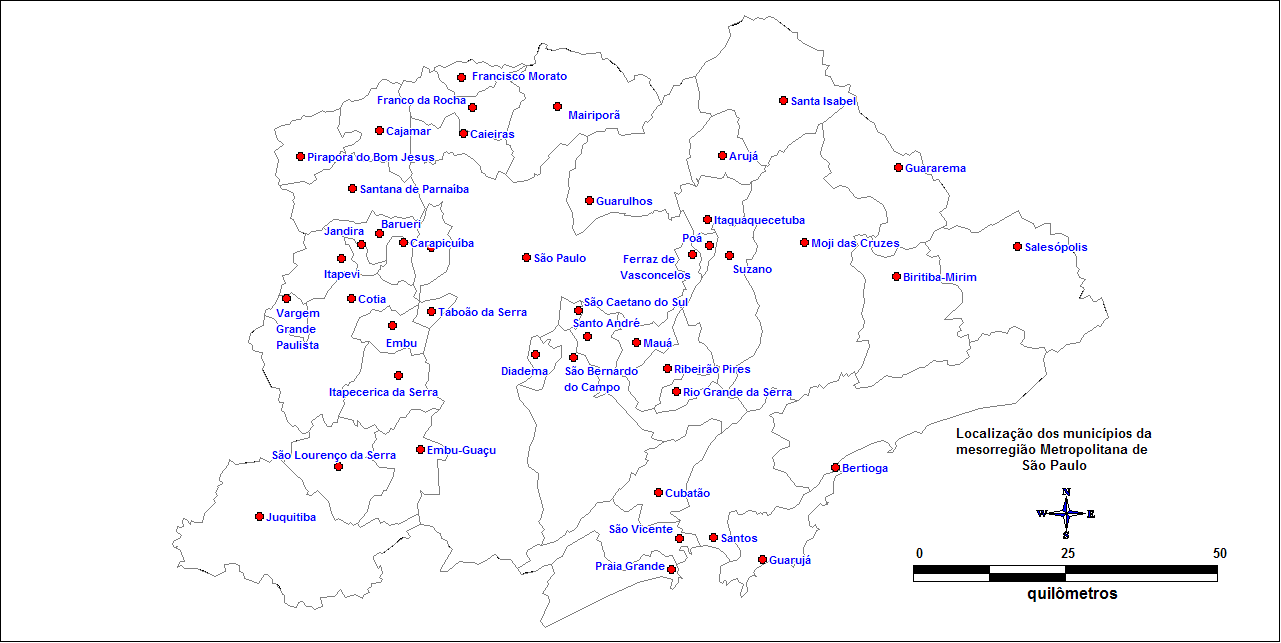 Francisco Morato
Franco da Rocha
Santa Isabel
Mairiporã
Cajamar
Caieiras
Pirapora do Bom Jesus
Arujá
Guararema
Santana de Parnaíba
Guarulhos
Itaquaquecetuba
Barueri
Jandira
Carapicuíba
Poá
Moji das Cruzes
Salesópolis
São Paulo
Ferraz de
Vasconcelos
Suzano
Itapevi
Biritiba-Mirim
Cotia
São Caetano do Sul
Vargem
Grande
Paulista
Taboão da Serra
Santo André
Embu
Mauá
Diadema
São Bernardo
do Campo
Ribeirão Pires
Itapecerica da Serra
Rio Grande da Serra
Localização dos municípios da
mesorregião Metropolitana de
São Paulo
Embu-Guaçu
São Lourenço da Serra
Bertioga
Cubatão
N
W
E
S
Juquitiba
São Vicente
Santos
Praia Grande
Guarujá
0 25 50
quilômetros